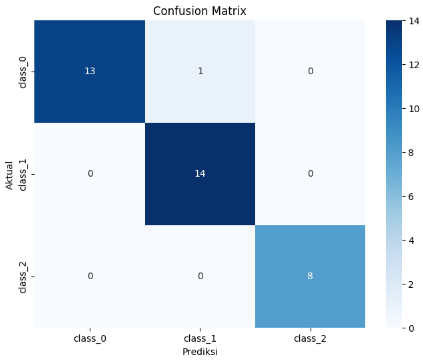 Confusion Matrix
class_0
13
1
0
class_1
0
14
0
class_2
0
0
8
Aktual
class_0
class_1
class_2
Prediksi
14
12
10
8
6
4
2
0